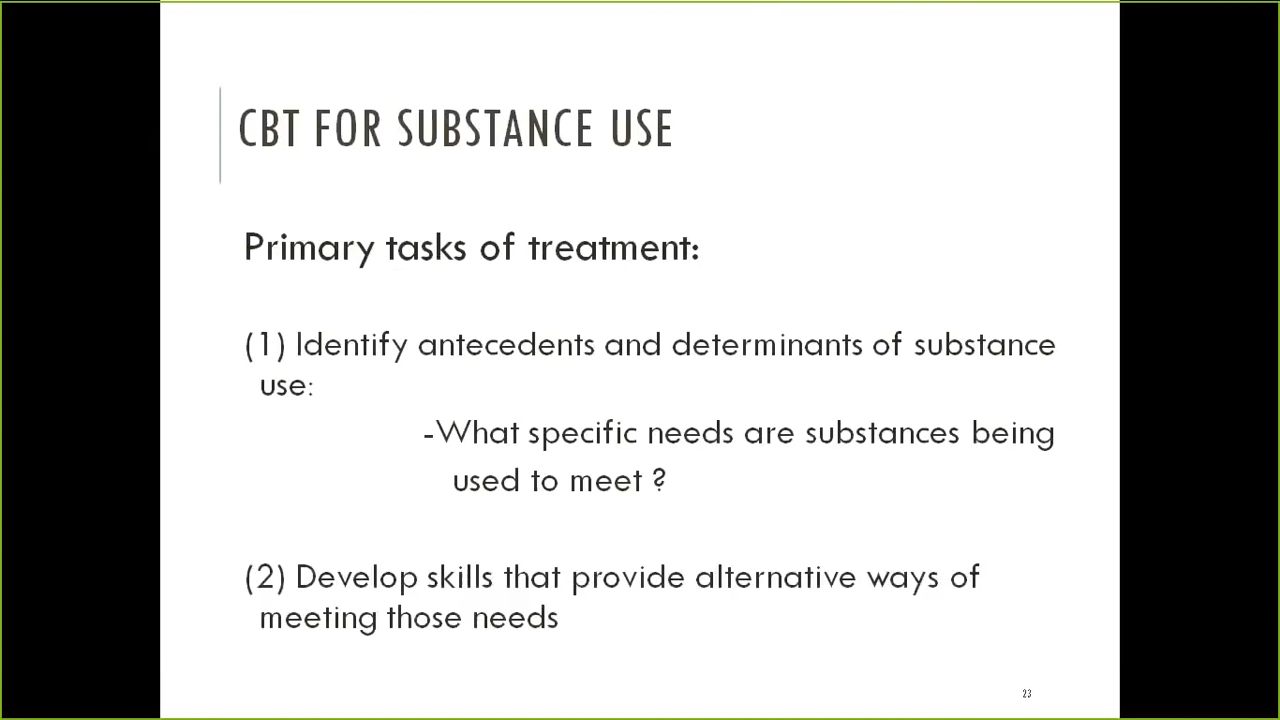 CBT FOR SUBSTANCE USE
Primary tasks of treatment:
(1) Identify antecedents and determinants of substance
use:
-What specific needs are substances being
used to meet ?
(2) Develop skills that provide alternative ways of
meeting those needs
23